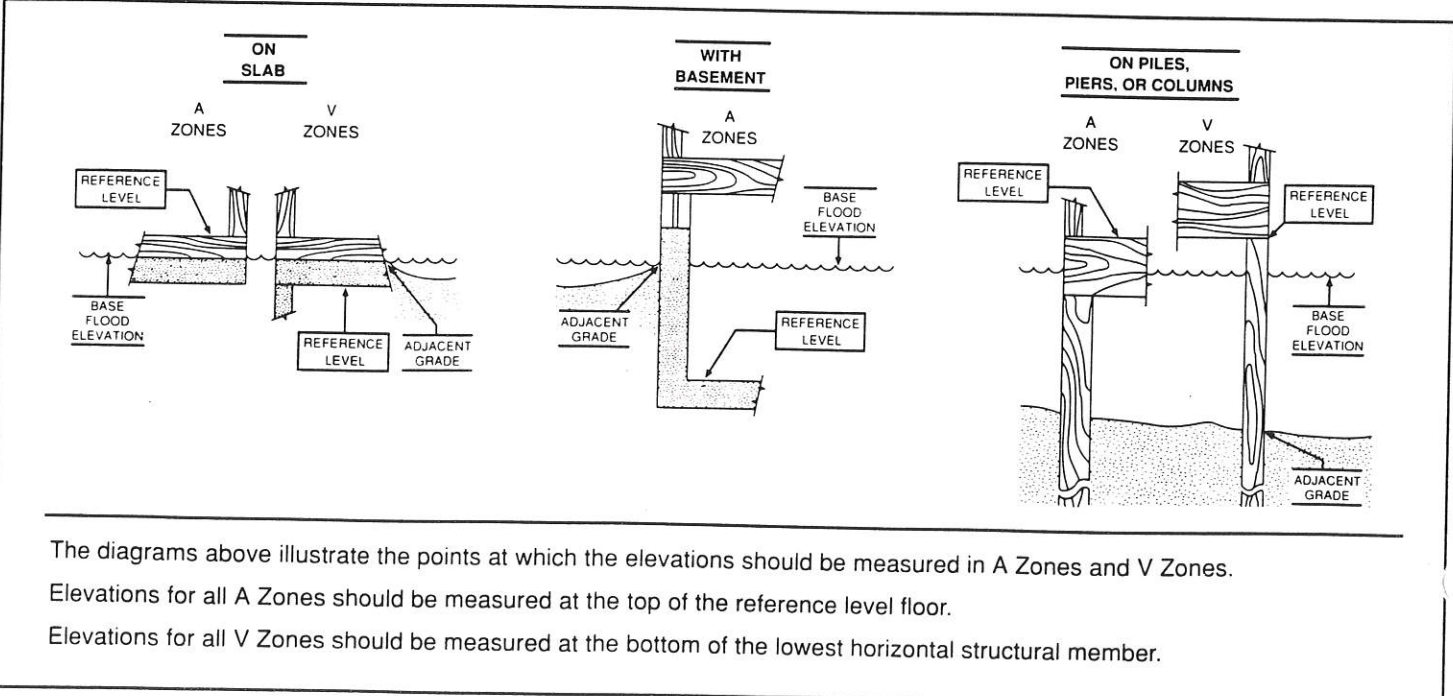 ON
SLAB
A
ZONES
V
ZONES
REFERENCE
LEVEL
BASE
FLOOD
ELEVATION
REFERENCE
LEVEL
ADJACENT
GRADE
WITH
BASEMENT
A
ZONES
BASE
FLOOD
ELEVATION
ADJACENT
GRADE
REFERENCE
LEVEL
ON PILES,
PIERS, OR COLUMNS
A
ZONES
V
ZONES
REFERENCE
LEVEL
REFERENCE
LEVEL
BASE
FLOOD
ELEVATION
ADJACENT
GRADE
The diagrams above illustrate the points at which the elevations should be measured in A Zones and V Zones.
Elevations for all A Zones should be measured at the top of the reference level floor.
Elevations for all V Zones should be measured at the bottom of the lowest horizontal structural member.